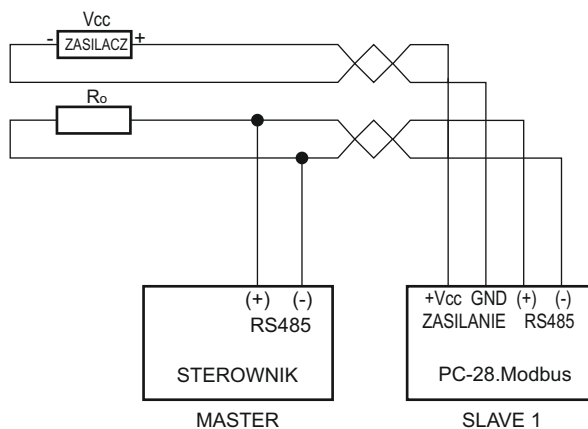 Vcc
- ZASILACZ +
Ro
(+) (-)
RS485
STEROWNIK
MASTER
+Vcc GND (+) (-)
ZASILANIE RS485
PC-28.Modbus
SLAVE 1